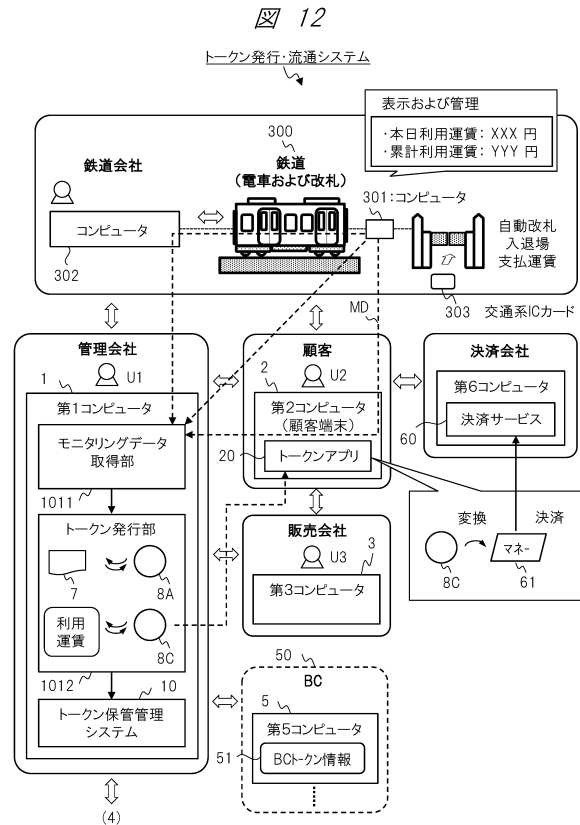 図 12
トークン発行・流通システム
表示および管理
・本日利用運賃: XXX 円
・累計利用運賃: YYY 円
300
鉄道
(電車および改札)
鉄道会社
コンピュータ
302
301:コンピュータ
自動改札
入退場
支払運賃
303
交通系ICカード
MD
管理会社
U1
1
第1コンピュータ
モニタリングデータ
取得部
1011
トークン発行部
7
8A
利用
運賃
8C
1012
10
トークン保管管理
システム
(4)
顧客
U2
2
第2コンピュータ
(顧客端末)
20
トークンアプリ
決済会社
第6コンピュータ
60
決済サービス
変換
決済
8C
マネー
61
販売会社
U3
3
第3コンピュータ
50
BC
5
第5コンピュータ
51
BCトークン情報